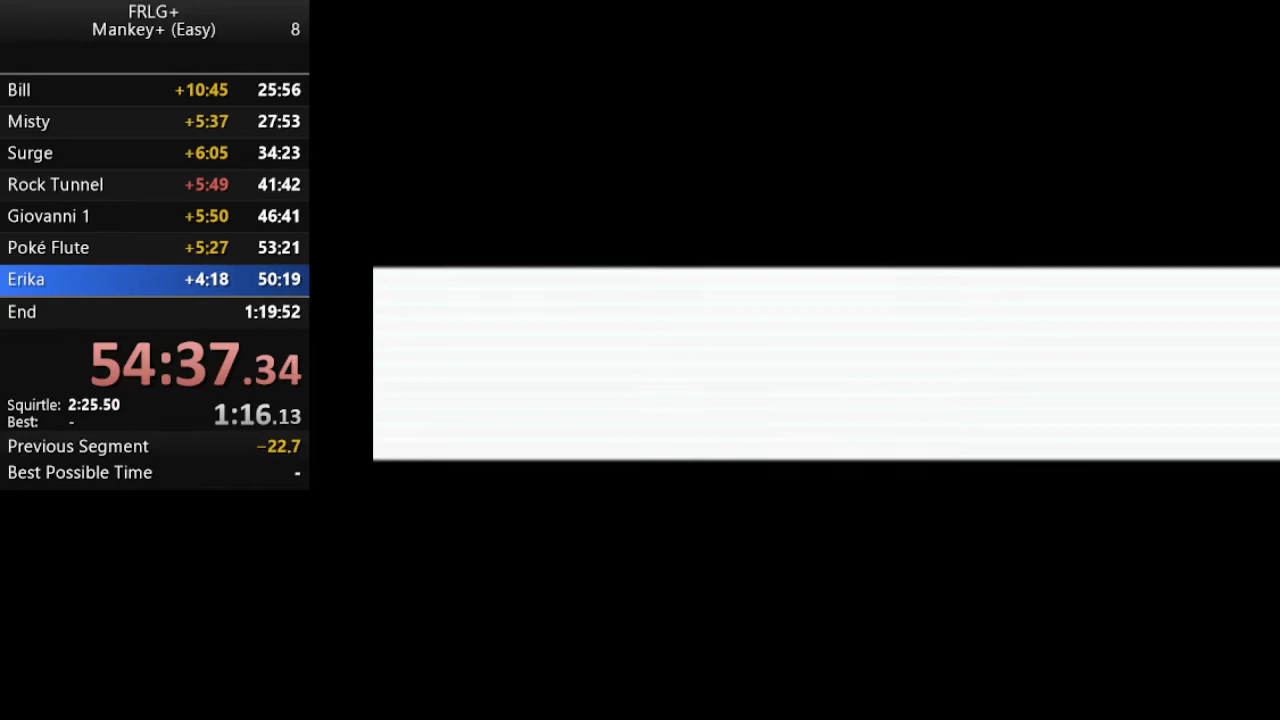 FRLG+
Mankey+ (Easy) 8
Bill +10:45 25:56
Misty +5:37 27:53
Surge +6:05 34:23
Rock Tunnel +5:49 41:42
Giovanni 1 +5:50 46:41
Poké Flute +5:27 53:21
Erika +4:18 50:19
End 1:19:52
54:37.34
Squirtle: 2:25.50
Best: - 1:16.13
Previous Segment −22.7
Best Possible Time -